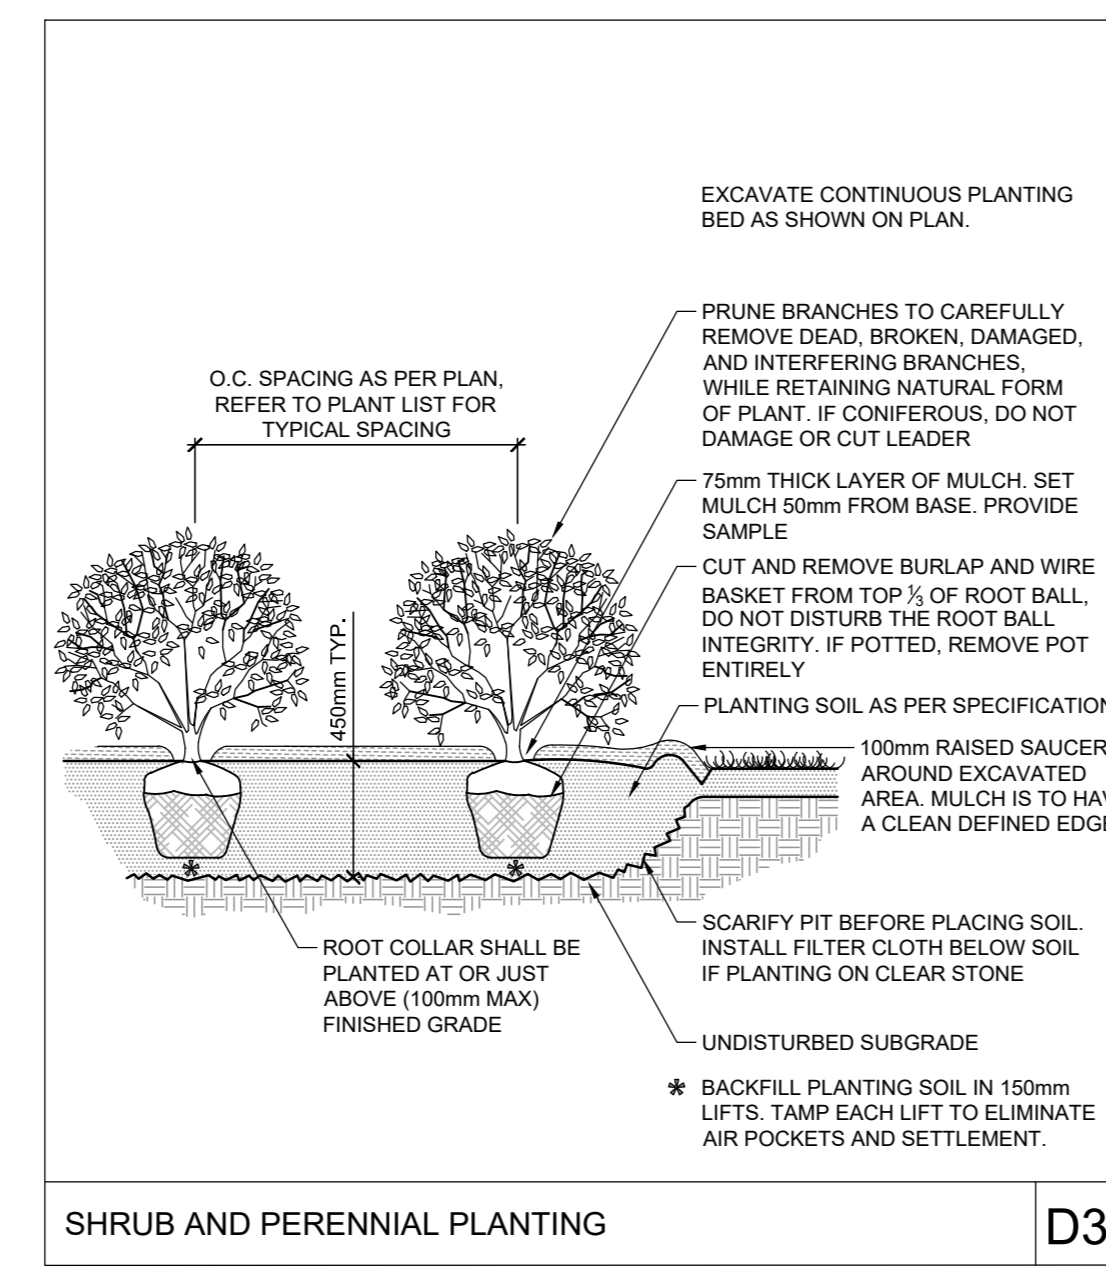 EXCAVATE CONTINUOUS PLANTING
BED AS SHOWN ON PLAN.
PRUNE BRANCHES TO CAREFULLY
REMOVE DEAD, BROKEN, DAMAGED,
AND INTERFERING BRANCHES,
WHILE RETAINING NATURAL FORM
OF PLANT. IF CONIFEROUS, DO NOT
DAMAGE OR CUT LEADER
O.C. SPACING AS PER PLAN,
REFER TO PLANT LIST FOR
TYPICAL SPACING
75mm THICK LAYER OF MULCH. SET
MULCH 50mm FROM BASE. PROVIDE
SAMPLE
CUT AND REMOVE BURLAP AND WIRE
BASKET FROM TOP ⅓ OF ROOT BALL,
DO NOT DISTURB THE ROOT BALL
INTEGRITY. IF POTTED, REMOVE POT
ENTIRELY
450mm TYP.
PLANTING SOIL AS PER SPECIFICATION
100mm RAISED SAUCER
AROUND EXCAVATED
AREA. MULCH IS TO HA
A CLEAN DEFINED EDGE
SCARIFY PIT BEFORE PLACING SOIL.
INSTALL FILTER CLOTH BELOW SOIL
IF PLANTING ON CLEAR STONE
ROOT COLLAR SHALL BE
PLANTED AT OR JUST
ABOVE (100mm MAX)
FINISHED GRADE
UNDISTURBED SUBGRADE
* BACKFILL PLANTING SOIL IN 150mm
LIFTS. TAMP EACH LIFT TO ELIMINATE
AIR POCKETS AND SETTLEMENT.
SHRUB AND PERENNIAL PLANTING
D3